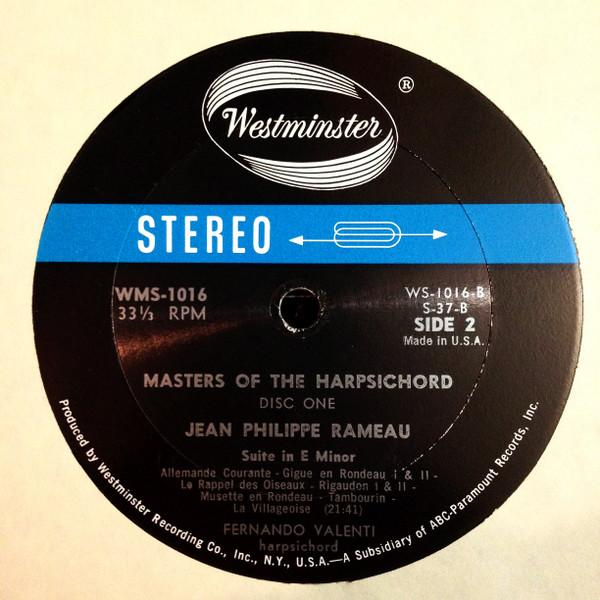 Westminster ®
STEREO
WMS-1016
33⅓ RPM
WS-1016-B
S-37-B
SIDE 2
Made in U.S.A.
MASTERS OF THE HARPSICHORD
DISC ONE
JEAN PHILIPPE RAMEAU
Suite in E Minor
Allemande Courante - Gigue en Rondeau I & II -
Le Rappel des Oiseaux - Rigaudon I & II -
Musette en Rondeau - Tambourin -
La Villageoise (21:41)
FERNANDO VALENTI
harpsichord
Produced by Westminster Recording Co., Inc., N.Y., U.S.A.—A Subsidiary of ABC-Paramount Records, Inc.